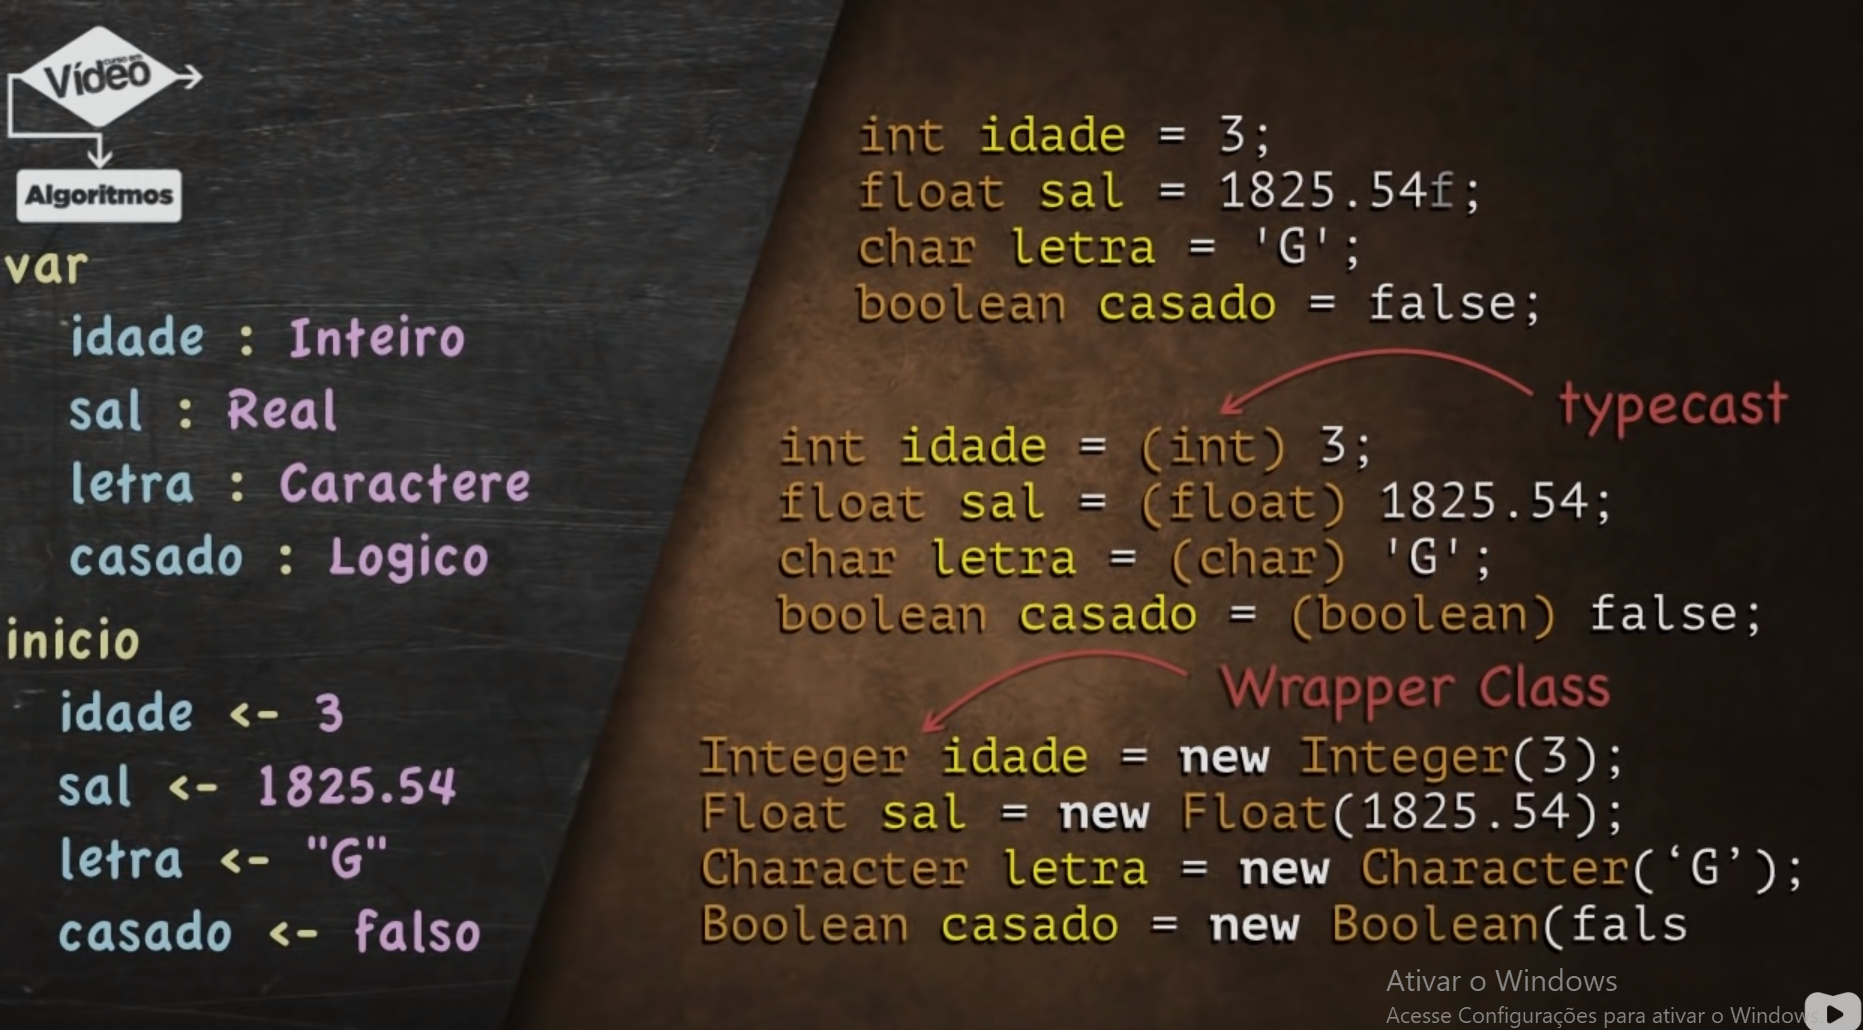 curso em
Vídeo
Algoritmos
var
idade : Inteiro
sal : Real
letra : Caractere
casado : Logico
inicio
idade <- 3
sal <- 1825.54
letra <- "G"
casado <- falso
int idade = 3;
float sal = 1825.54f;
char letra = 'G';
boolean casado = false;
typecast
int idade = (int) 3;
float sal = (float) 1825.54;
char letra = (char) 'G';
boolean casado = (boolean) false;
Wrapper Class
Integer idade = new Integer(3);
Float sal = new Float(1825.54);
Character letra = new Character(‘G’);
Boolean casado = new Boolean(fals
Ativar o Windows
Acesse Configurações para ativar o Windows